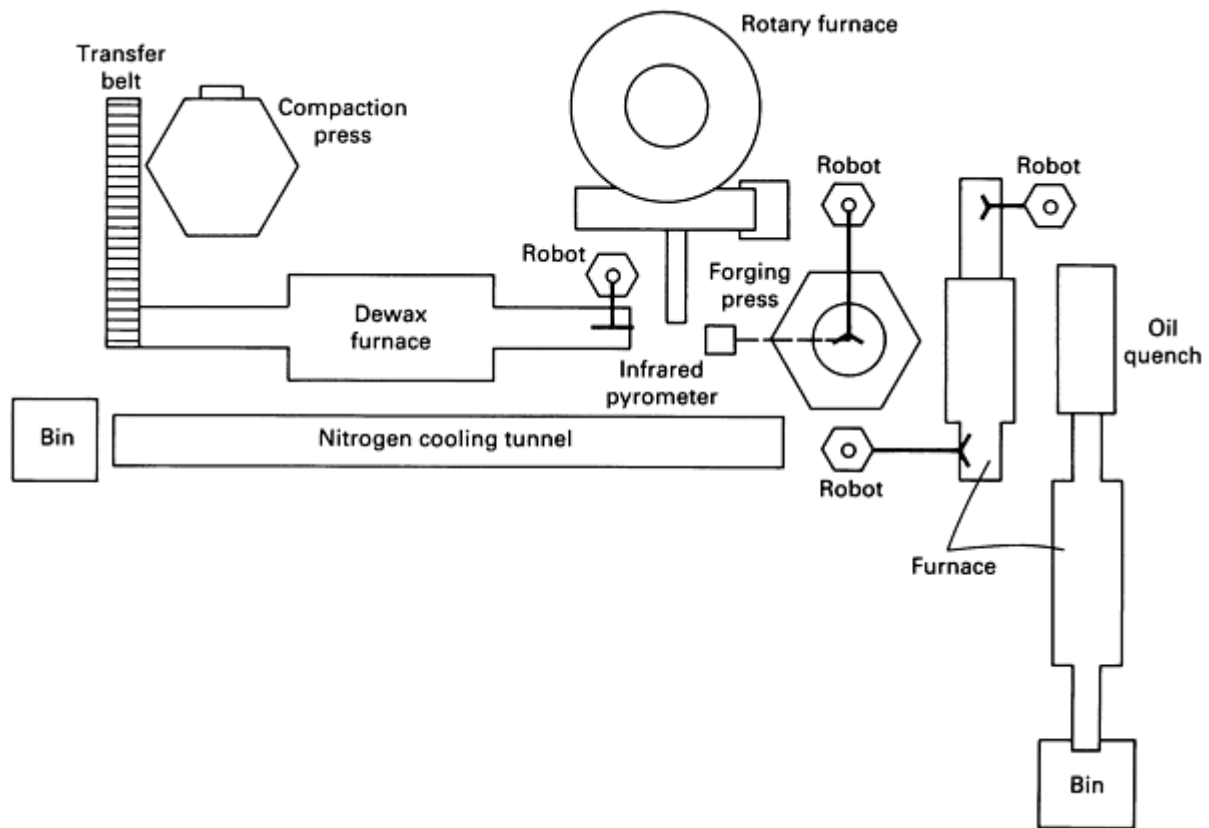 Rotary furnace
Transfer
belt
Compaction
press
Robot
Robot
Robot
Forging
press
Dewax
furnace
Oil
quench
Infrared
pyrometer
Bin
Nitrogen cooling tunnel
Robot
Furnace
Bin